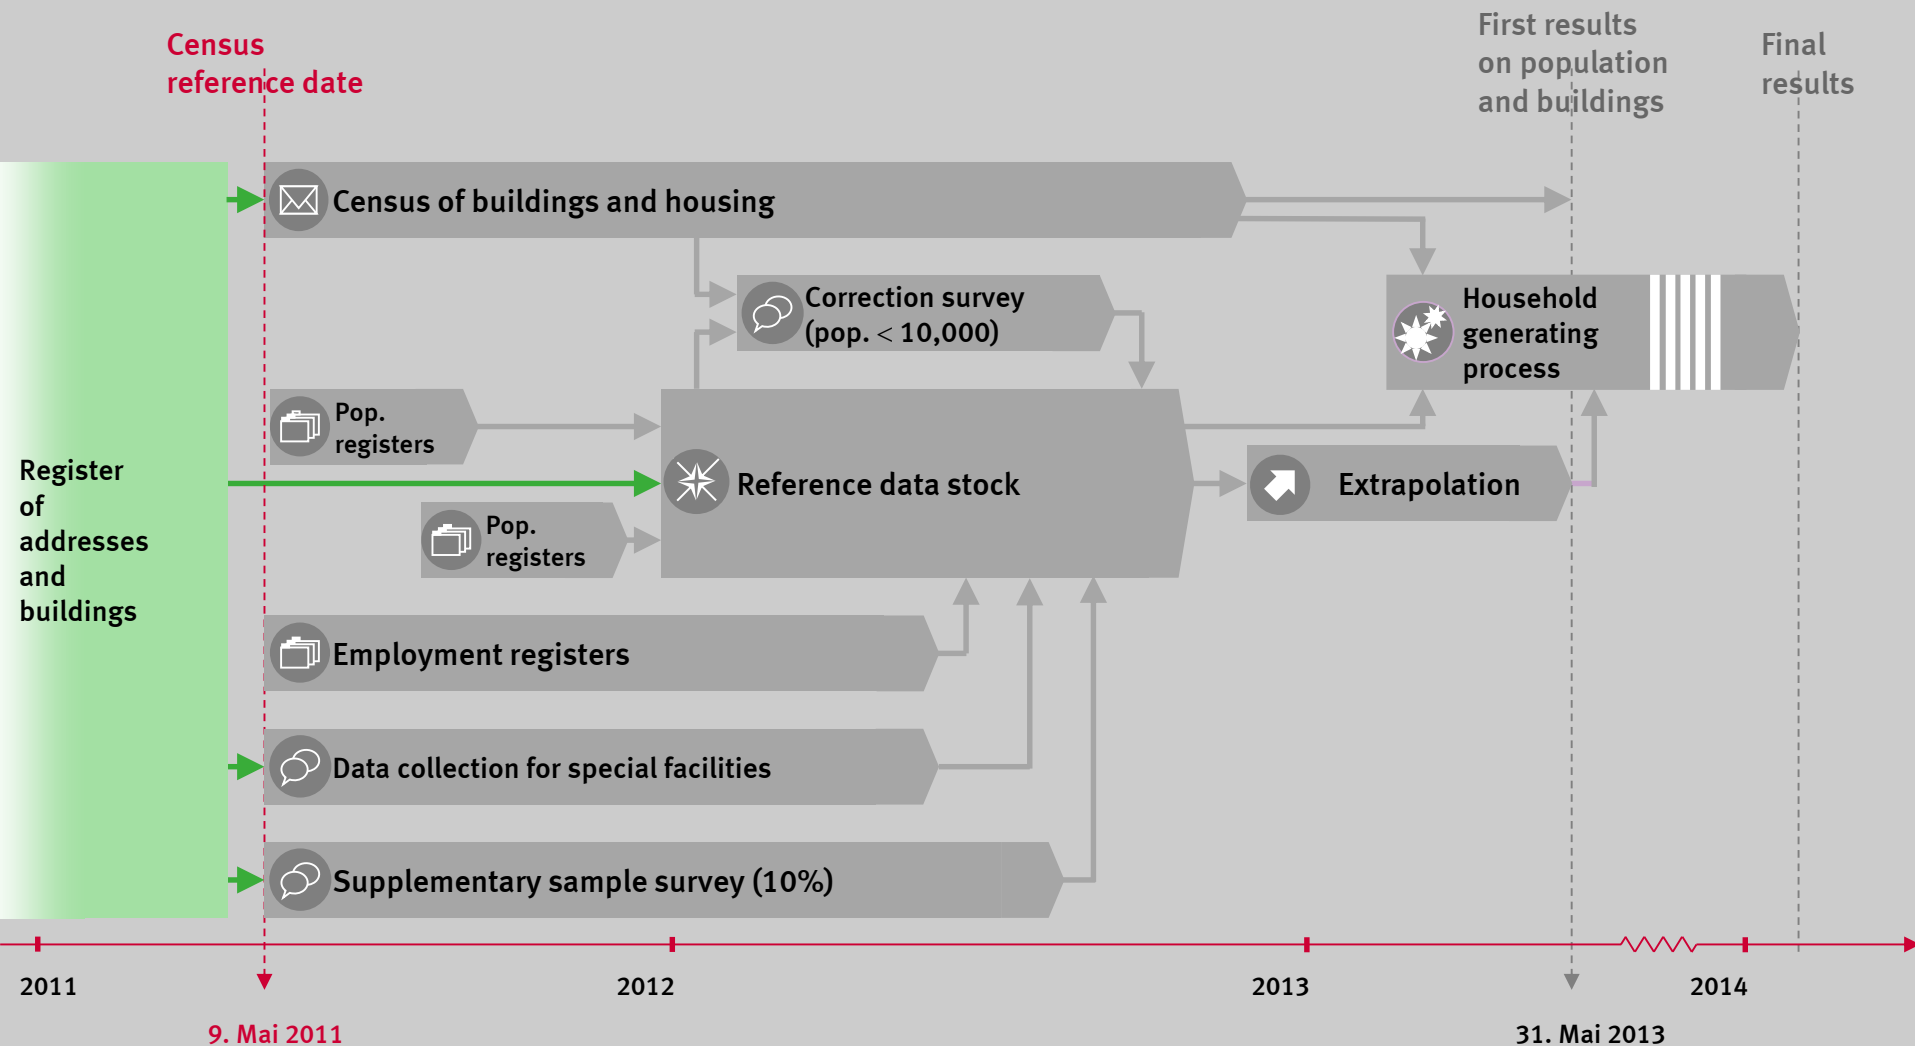 Census
reference date
First results
on population
and buildings
Final
results
Census of buildings and housing
Correction survey
(pop. < 10,000)
Household
generating
process
Pop.
registers
Register
of
addresses
and
buildings
Reference data stock
Extrapolation
Pop.
registers
Employment registers
Data collection for special facilities
Supplementary sample survey (10%)
2011
2012
2013
2014
9. Mai 2011
31. Mai 2013